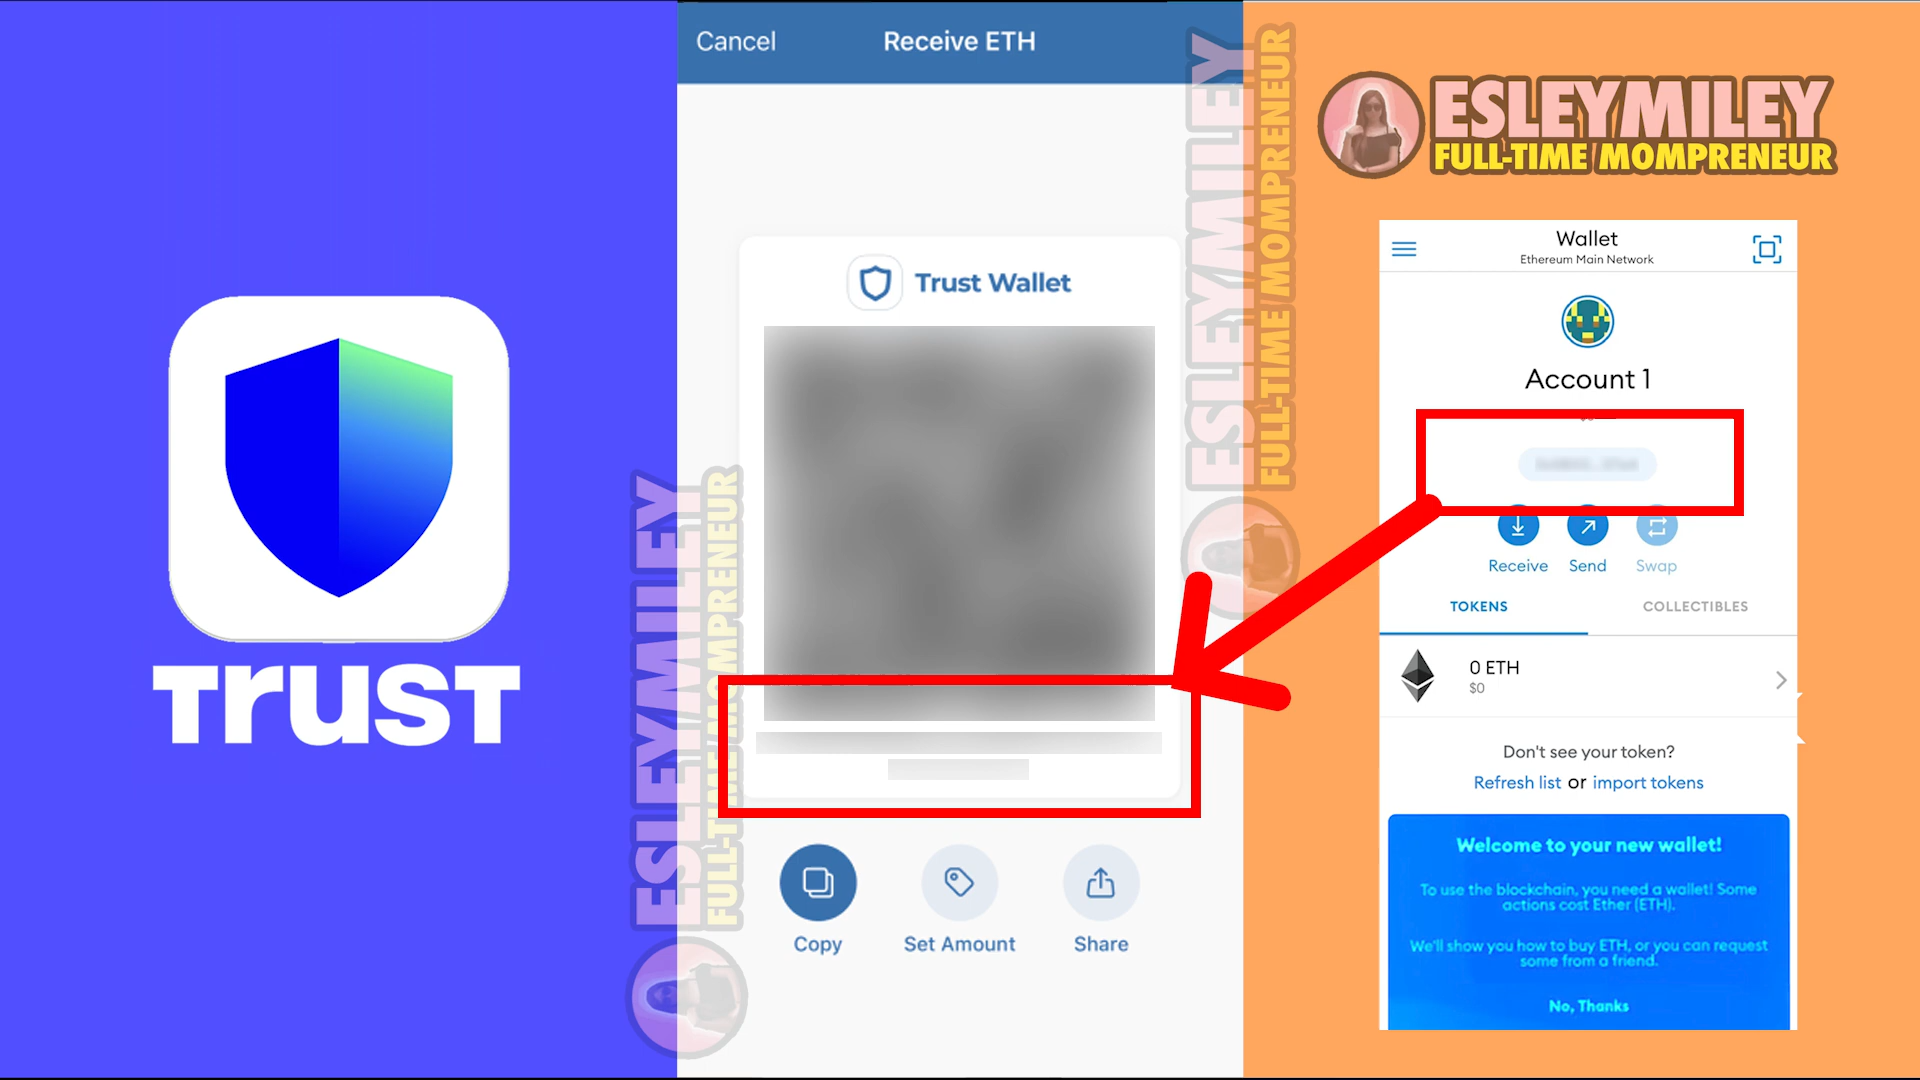 TRUST
Cancel
Receive ETH
Trust Wallet
Copy
Set Amount
Share
ESLEYMILEY
FULL-TIME MOMPRENEUR
ESLEYMILEY
FULL-TIME MOMPRENEUR
ESLEYMILEY
FULL-TIME MOMPRENEUR
Wallet
Ethereum Main Network
Account 1
Receive
Send
Swap
TOKENS
COLLECTIBLES
0 ETH
$0
Don't see your token?
Refresh list or import tokens
Welcome to your new wallet!
To use the blockchain, you need a wallet! Some
actions cost Ether (ETH).
We'll show you how to buy ETH, or you can request
some from a friend.
No, Thanks